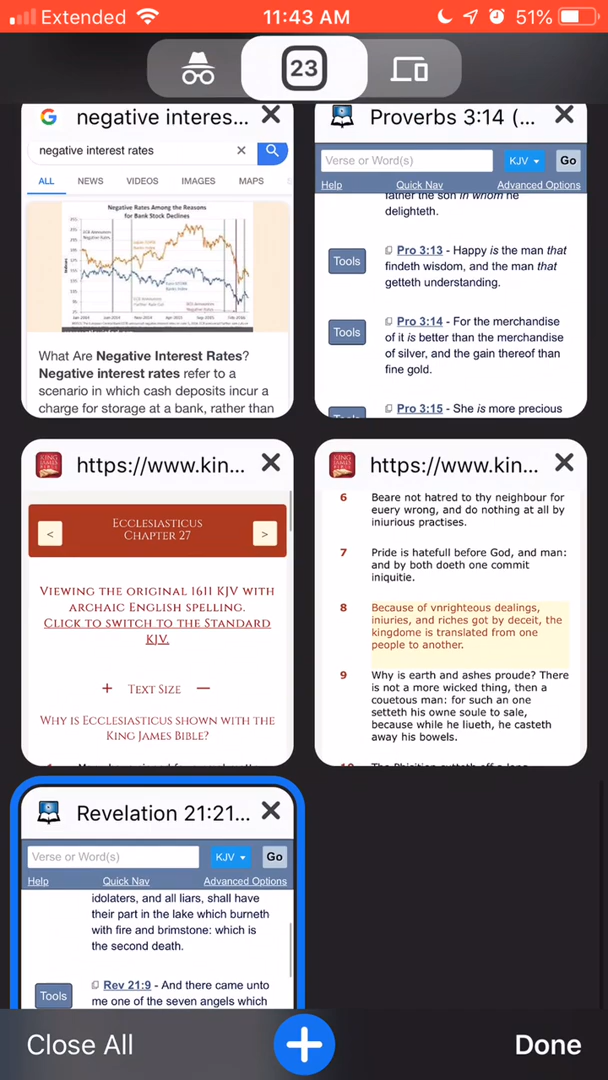 Extended
11:43 AM
51%
23
negative interes...
negative interest rates
ALL NEWS VIDEOS IMAGES MAPS
Negative Rates Among the Reasons
for Bank Stock Declines
What Are Negative Interest Rates?
Negative interest rates refer to a
scenario in which cash deposits incur a
charge for storage at a bank, rather than
Proverbs 3:14 (...
Verse or Word(s) KJV Go
Help Quick Nav Advanced Options
father the son in whom he
delighteth.
Tools
Pro 3:13 - Happy is the man that
findeth wisdom, and the man that
getteth understanding.
Tools
Pro 3:14 - For the merchandise
of it is better than the merchandise
of silver, and the gain thereof than
fine gold.
Tools
Pro 3:15 - She is more precious
https://www.kin...
ECCLESIASTICUS
CHAPTER 27
< >
VIEWING THE ORIGINAL 1611 KJV WITH
ARCHAIC ENGLISH SPELLING.
CLICK TO SWITCH TO THE STANDARD
KJV.
+ TEXT SIZE —
WHY IS ECCLESIASTICUS SHOWN WITH THE
KING JAMES BIBLE?
https://www.kin...
6 Beare not hatred to thy neighbour for
euery wrong, and do nothing at all by
iniurious practises.
7 Pride is hatefull before God, and man:
and by both doeth one commit
iniquitie.
8 Because of vnrighteous dealings,
iniuries, and riches got by deceit, the
kingdome is translated from one
people to another.
9 Why is earth and ashes proude? There
is not a more wicked thing, then a
couetous man: for such an one
setteth his owne soule to sale,
because while he liueth, he casteth
away his bowels.
Revelation 21:21...
Verse or Word(s) KJV Go
Help Quick Nav Advanced Options
idolaters, and all liars, shall have
their part in the lake which burneth
with fire and brimstone: which is
the second death.
Tools
Rev 21:9 - And there came unto
me one of the seven angels which
Close All
+
Done